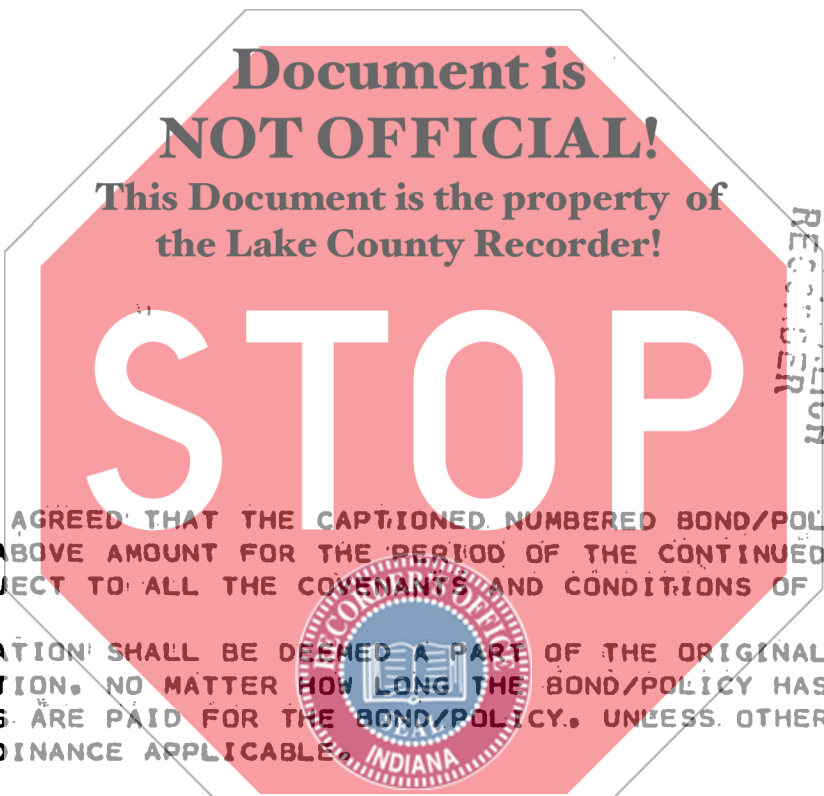 Document is
NOT OFFICIAL!
This Document is the property of
the Lake County Recorder!
STOP
AGREED THAT THE CAPTIONED NUMBERED BOND/POL
ABOVE AMOUNT FOR THE PERIOD OF THE CONTINUED
JECT TO ALL THE COVENANTS AND CONDITIONS OF
ATION SHALL BE DEEMED A PART OF THE ORIGINAL
TION. NO MATTER HOW LONG THE BOND/POLICY HAS
S ARE PAID FOR THE BOND/POLICY. UNLESS OTHER
DINANCE APPLICABLE.
SEAL
INDIANA